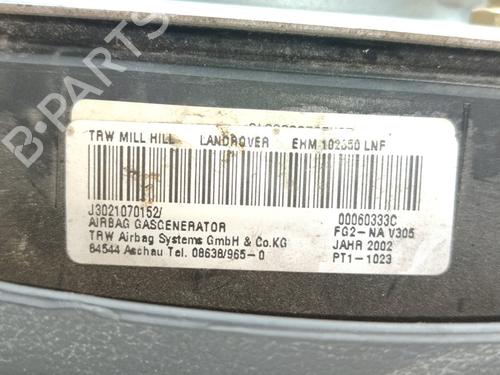 TRW MILL HILL LANDROVER EHM 102350 LNF
J3021070152/ 00060333C
AIRBAG GASGENERATOR FG2-NA V305
TRW Airbag Systems GmbH & Co.KG JAHR 2002
84544 Aschau Tel. 08638/965-0 PT1-1023